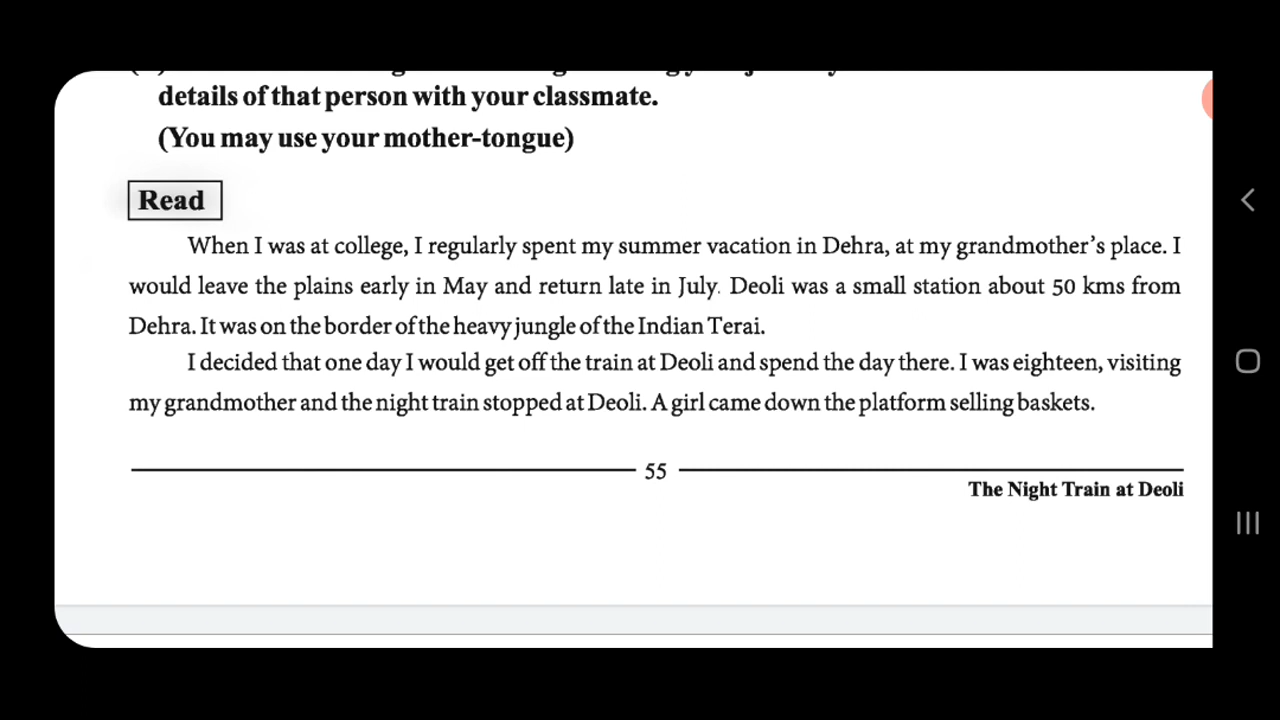 details of that person with your classmate.
(You may use your mother-tongue)
Read
When I was at college, I regularly spent my summer vacation in Dehra, at my grandmother's place. I
would leave the plains early in May and return late in July. Deoli was a small station about 50 kms from
Dehra. It was on the border of the heavy jungle of the Indian Terai.
I decided that one day I would get off the train at Deoli and spend the day there. I was eighteen, visiting
my grandmother and the night train stopped at Deoli. A girl came down the platform selling baskets.
55
The Night Train at Deoli